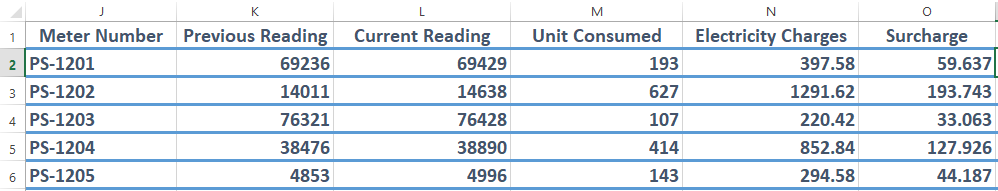 J K L M N O
1 Meter Number Previous Reading Current Reading Unit Consumed Electricity Charges Surcharge
2 PS-1201 69236 69429 193 397.58 59.637
3 PS-1202 14011 14638 627 1291.62 193.743
4 PS-1203 76321 76428 107 220.42 33.063
5 PS-1204 38476 38890 414 852.84 127.926
6 PS-1205 4853 4996 143 294.58 44.187